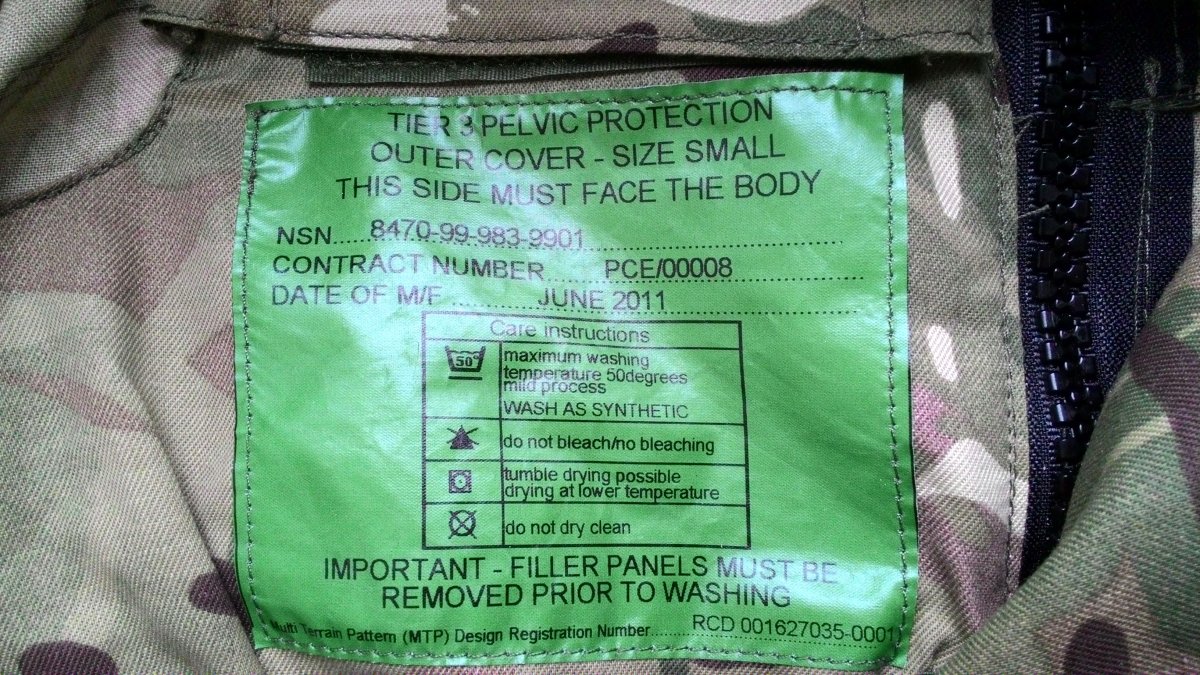 TIER 3 PELVIC PROTECTION
OUTER COVER - SIZE SMALL
THIS SIDE MUST FACE THE BODY
NSN.....8470-99-983-9901................................
CONTRACT NUMBER........PCE/00008....................
DATE OF M/F ..............JUNE 2011..............................
Care instructions
50°
maximum washing
temperature 50degrees
mild process
WASH AS SYNTHETIC
do not bleach/no bleaching
tumble drying possible
drying at lower temperature
do not dry clean
IMPORTANT - FILLER PANELS MUST BE
REMOVED PRIOR TO WASHING
Multi Terrain Pattern (MTP) Design Registration Number..........RCD 001627035-0001